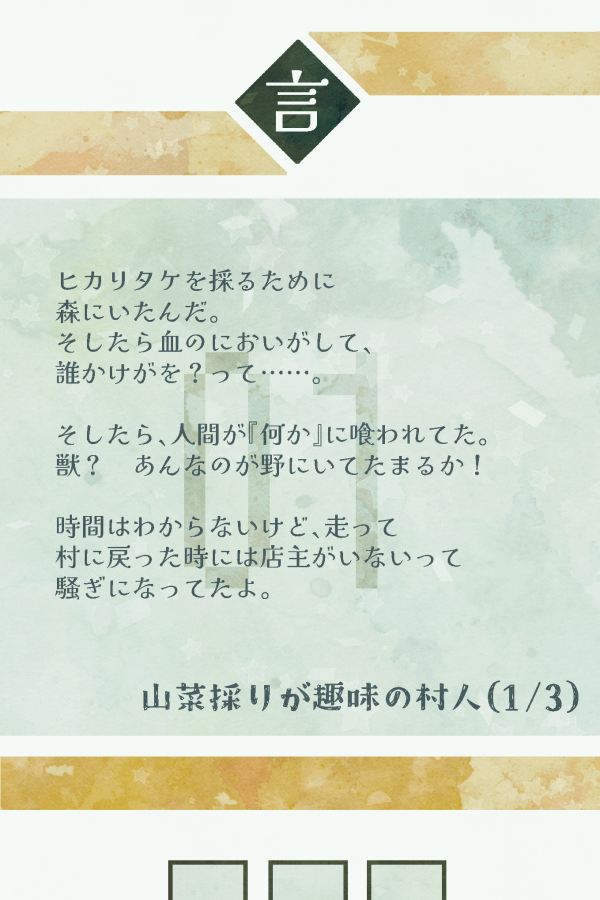 言
07
ヒカリタケを採るために
森にいたんだ。
そしたら血のにおいがして、
誰かけがを？って……。
そしたら、人間が『何か』に喰われてた。
獣？　あんなのが野にいてたまるか！
時間はわからないけど、走って
村に戻った時には店主がいないって
騒ぎになってたよ。
山菜採りが趣味の村人(1/3)